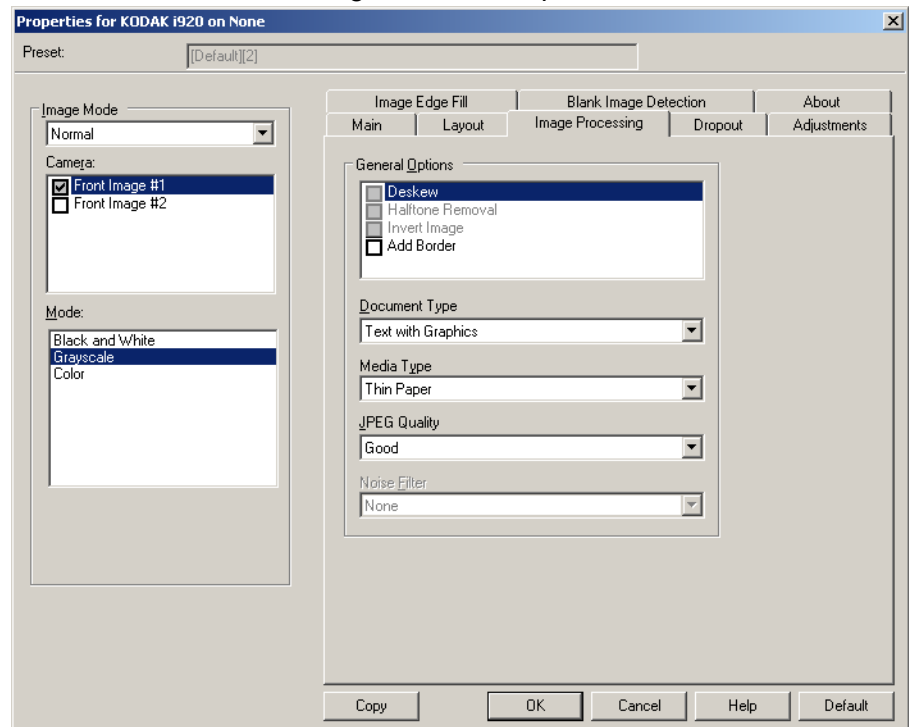 Properties for KODAK i920 on None
Preset:
[Default][2]
Image Mode
Normal
Camera:
Front Image #1
Front Image #2
Mode:
Black and White
Grayscale
Color
Image Edge Fill
Blank Image Detection
About
Main
Layout
Image Processing
Dropout
Adjustments
General Options
Deskew
Halftone Removal
Invert Image
Add Border
Document Type
Text with Graphics
Media Type
Thin Paper
JPEG Quality
Good
Noise Filter
None
Copy
OK
Cancel
Help
Default